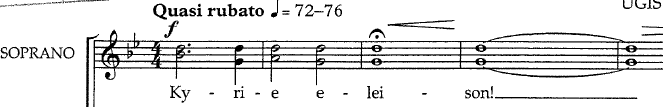 UGIS
Quasi rubato ♩ = 72–76
f
SOPRANO
Ky - ri - e e - lei - son!